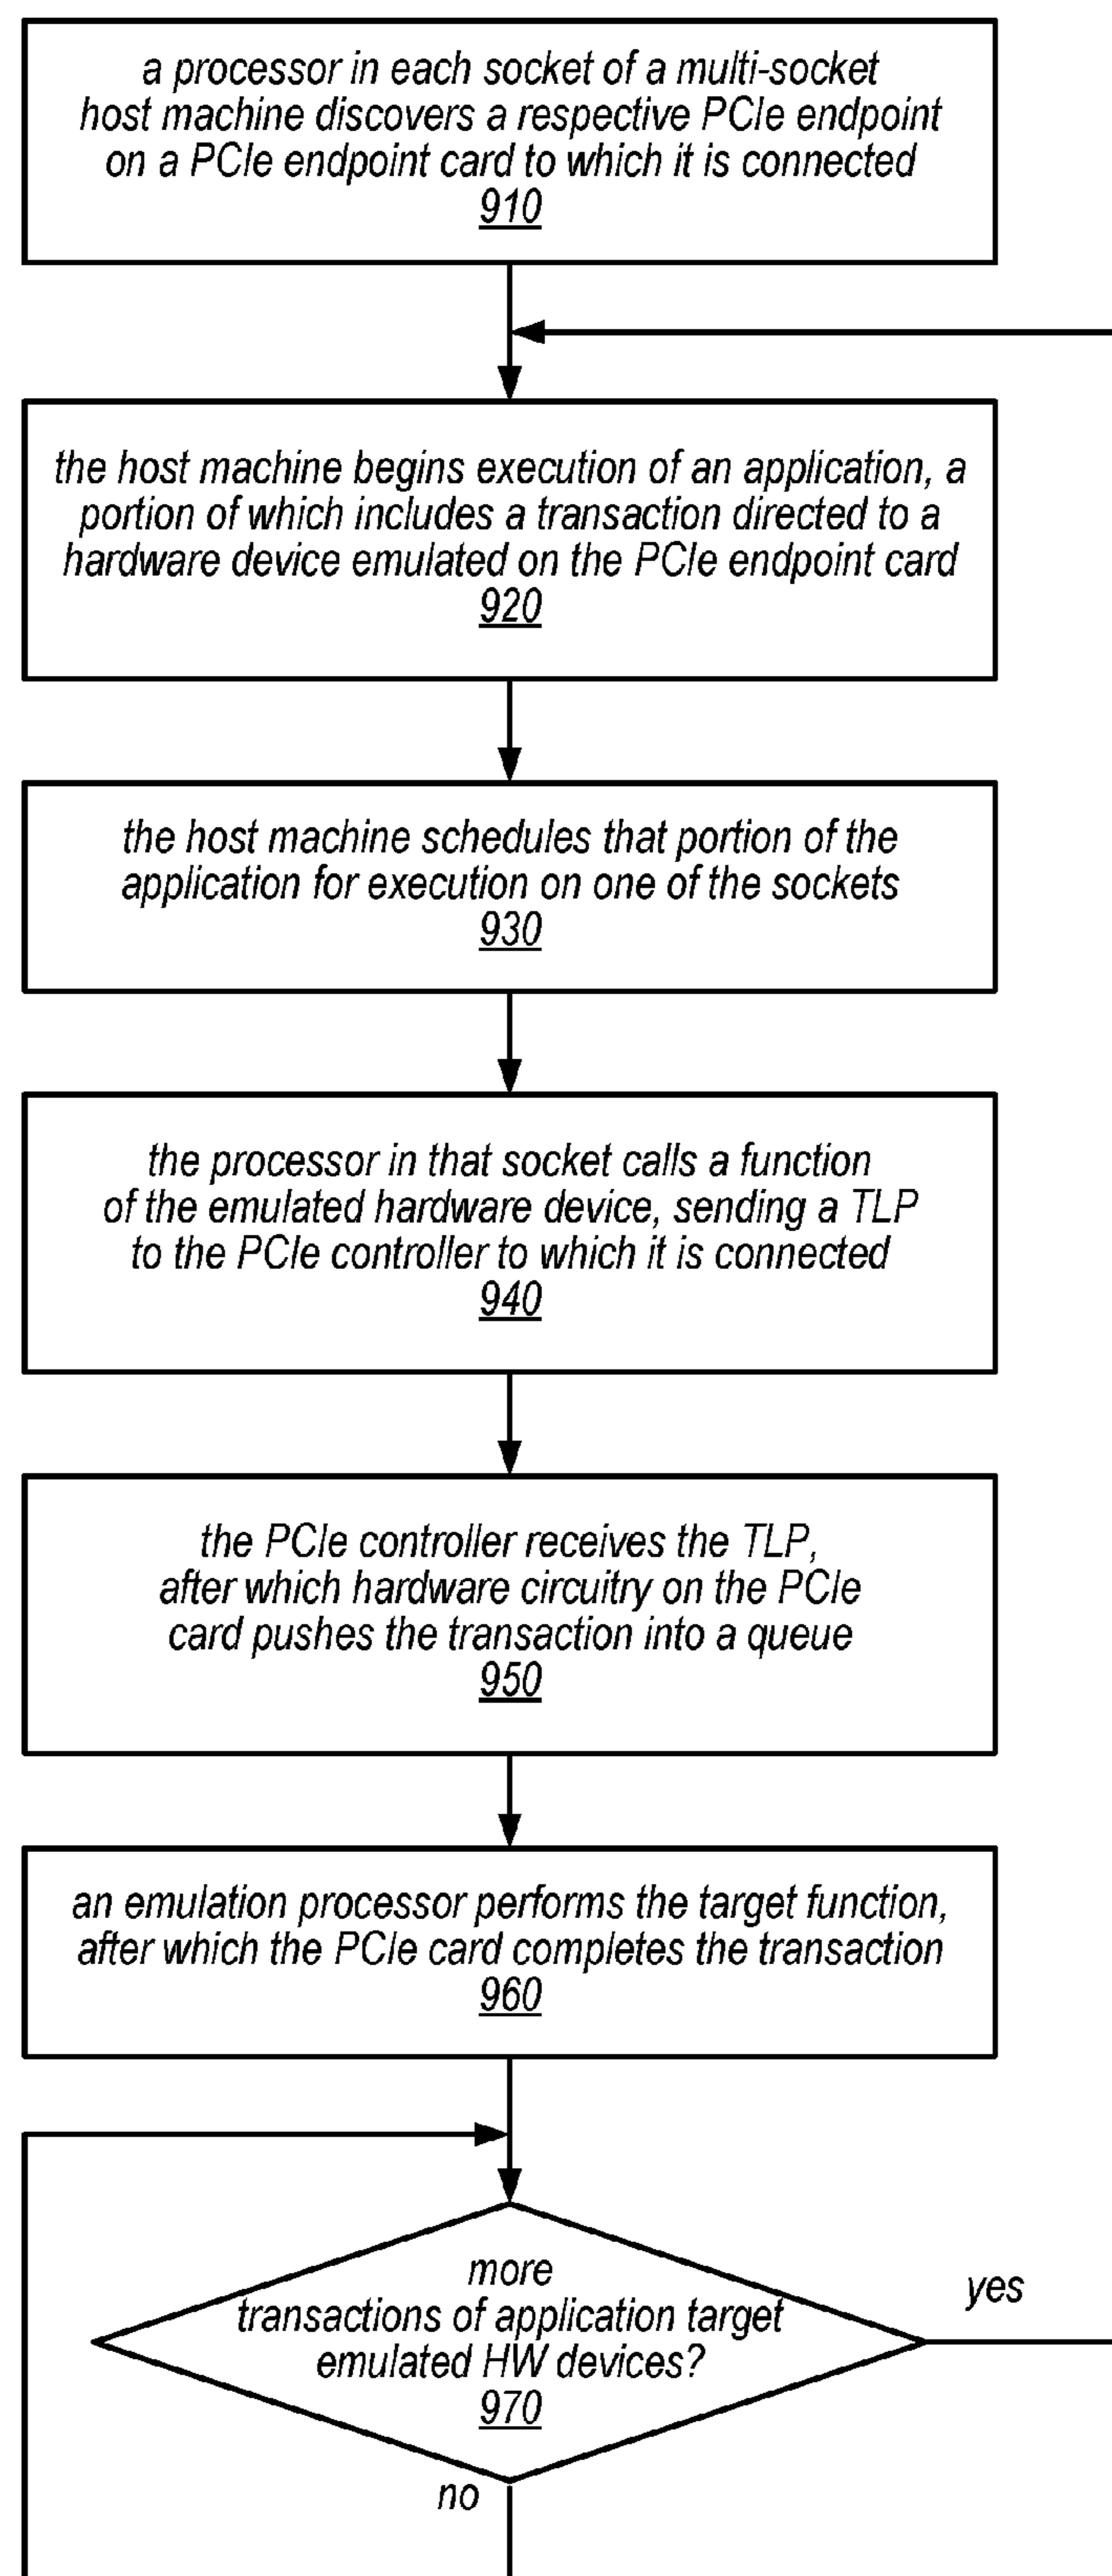 a processor in each socket of a multi-socket
host machine discovers a respective PCIe endpoint
on a PCIe endpoint card to which it is connected
910
the host machine begins execution of an application, a
portion of which includes a transaction directed to a
hardware device emulated on the PCIe endpoint card
920
the host machine schedules that portion of the
application for execution on one of the sockets
930
the processor in that socket calls a function
of the emulated hardware device, sending a TLP
to the PCIe controller to which it is connected
940
the PCIe controller receives the TLP,
after which hardware circuitry on the PCIe
card pushes the transaction into a queue
950
an emulation processor performs the target function,
after which the PCIe card completes the transaction
960
more
transactions of application target
emulated HW devices?
970
yes
no